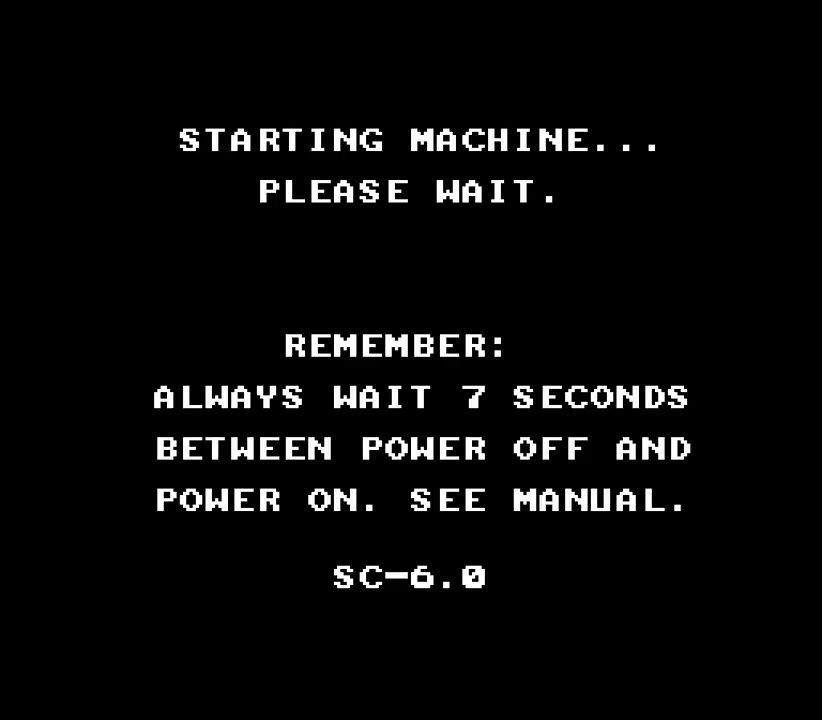 STARTING MACHINE...
PLEASE WAIT.
REMEMBER:
ALWAYS WAIT 7 SECONDS
BETWEEN POWER OFF AND
POWER ON. SEE MANUAL.
SC-6.0